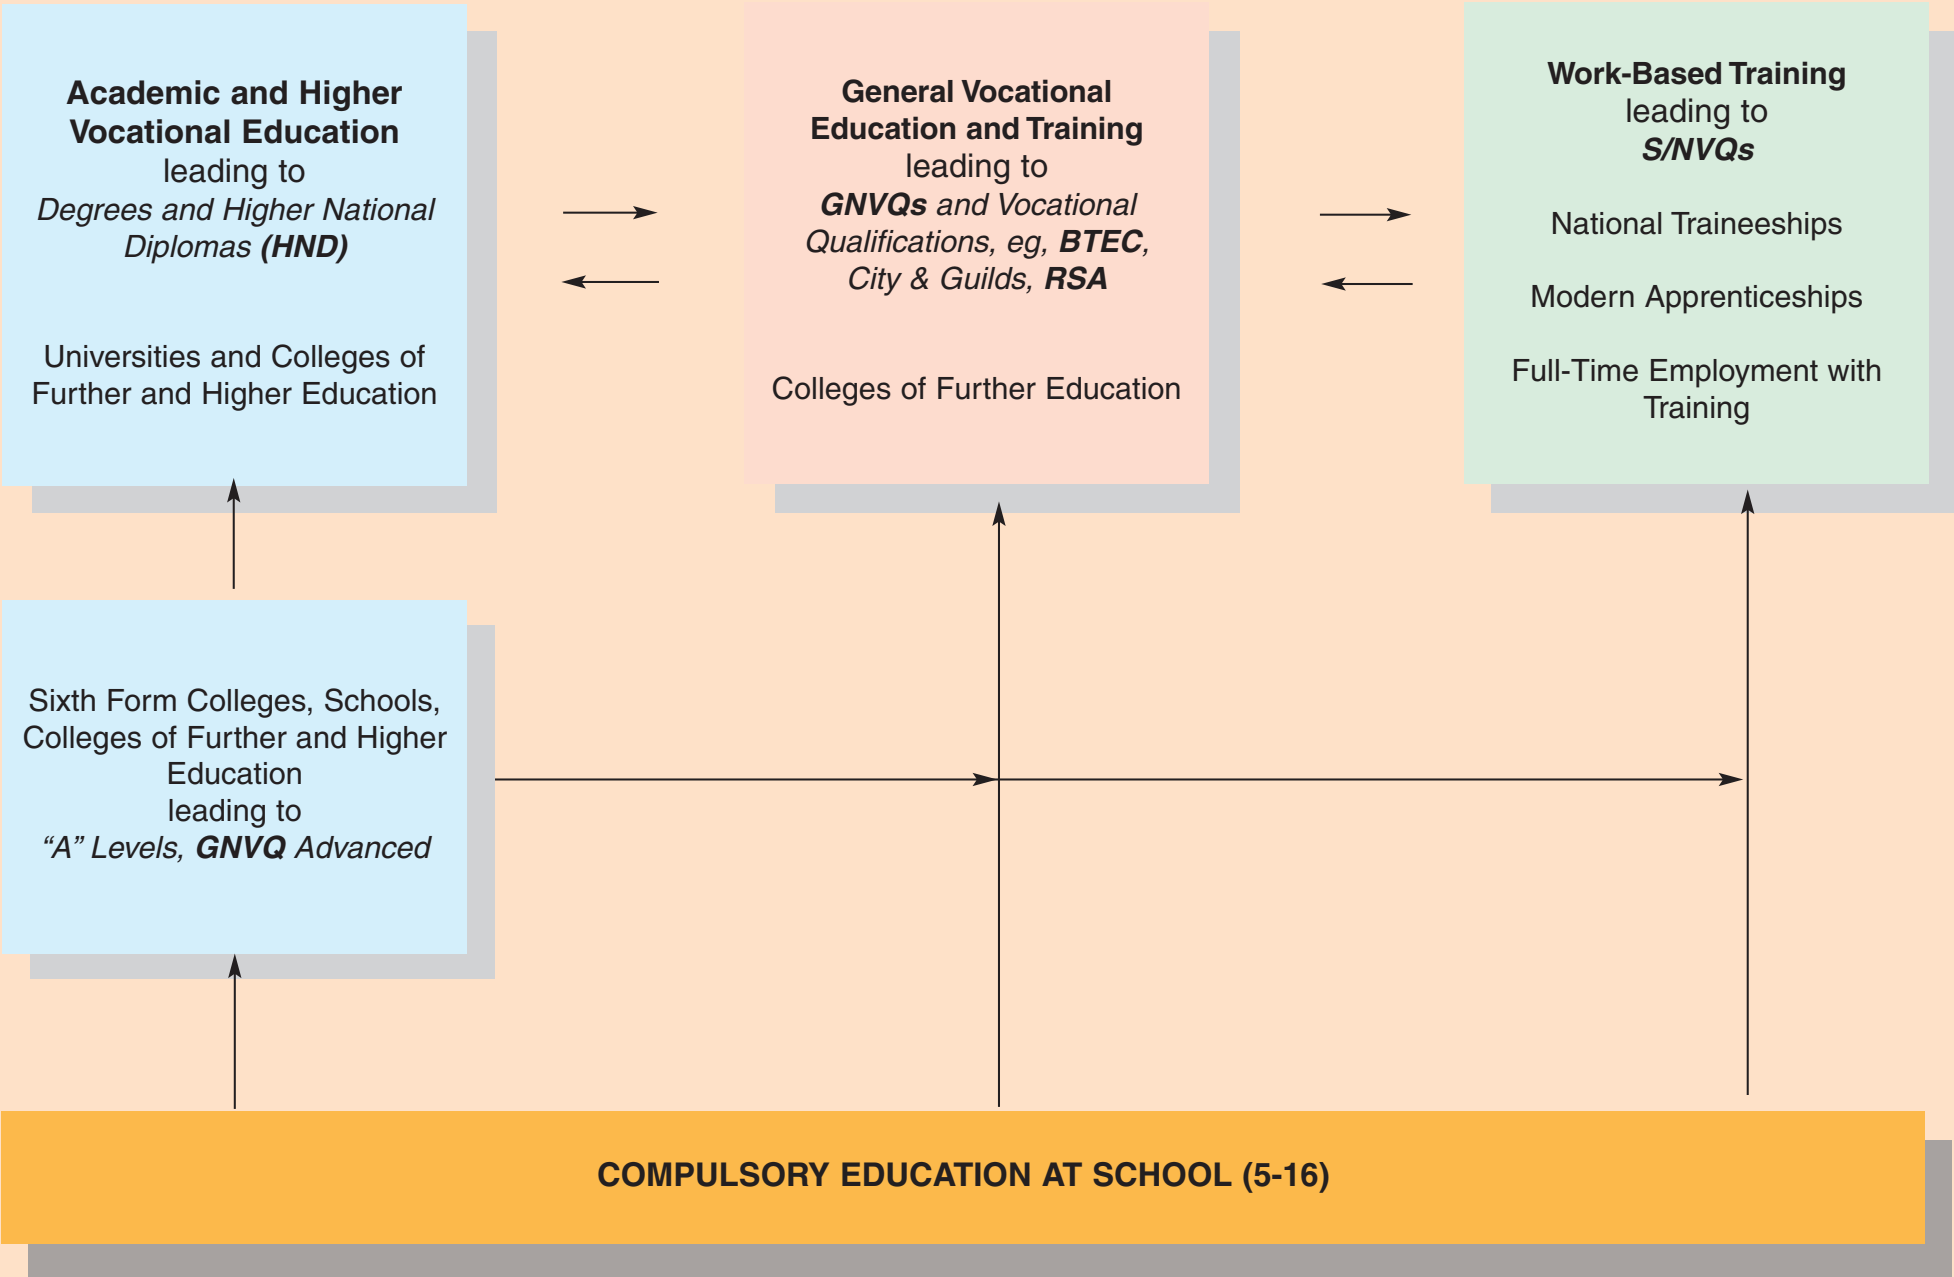 Academic and Higher
Vocational Education
leading to
Degrees and Higher National
Diplomas (HND)
Universities and Colleges of
Further and Higher Education
General Vocational
Education and Training
leading to
GNVQs and Vocational
Qualifications, eg, BTEC,
City & Guilds, RSA
Colleges of Further Education
Work-Based Training
leading to
S/NVQs
National Traineeships
Modern Apprenticeships
Full-Time Employment with
Training
Sixth Form Colleges, Schools,
Colleges of Further and Higher
Education
leading to
“A” Levels, GNVQ Advanced
COMPULSORY EDUCATION AT SCHOOL (5-16)